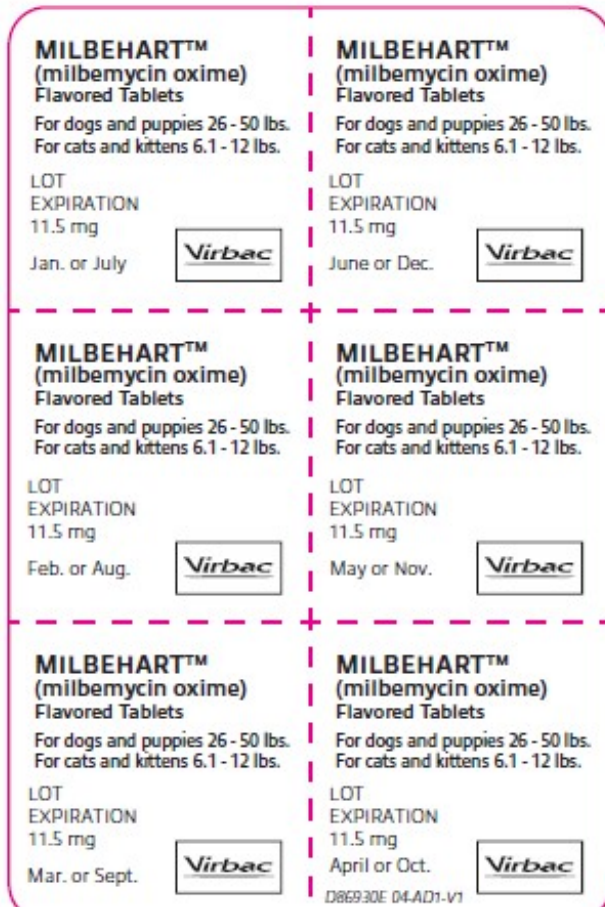 MILBEHART™
(milbemycin oxime)
Flavored Tablets
For dogs and puppies 26 - 50 lbs.
For cats and kittens 6.1 - 12 lbs.
LOT
EXPIRATION
11.5 mg
Jan. or July
Virbac
MILBEHART™
(milbemycin oxime)
Flavored Tablets
For dogs and puppies 26 - 50 lbs.
For cats and kittens 6.1 - 12 lbs.
LOT
EXPIRATION
11.5 mg
June or Dec.
Virbac
MILBEHART™
(milbemycin oxime)
Flavored Tablets
For dogs and puppies 26 - 50 lbs.
For cats and kittens 6.1 - 12 lbs.
LOT
EXPIRATION
11.5 mg
Feb. or Aug.
Virbac
MILBEHART™
(milbemycin oxime)
Flavored Tablets
For dogs and puppies 26 - 50 lbs.
For cats and kittens 6.1 - 12 lbs.
LOT
EXPIRATION
11.5 mg
May or Nov.
Virbac
MILBEHART™
(milbemycin oxime)
Flavored Tablets
For dogs and puppies 26 - 50 lbs.
For cats and kittens 6.1 - 12 lbs.
LOT
EXPIRATION
11.5 mg
Mar. or Sept.
Virbac
MILBEHART™
(milbemycin oxime)
Flavored Tablets
For dogs and puppies 26 - 50 lbs.
For cats and kittens 6.1 - 12 lbs.
LOT
EXPIRATION
11.5 mg
April or Oct.
Virbac
D86930E 04-AD1-V1